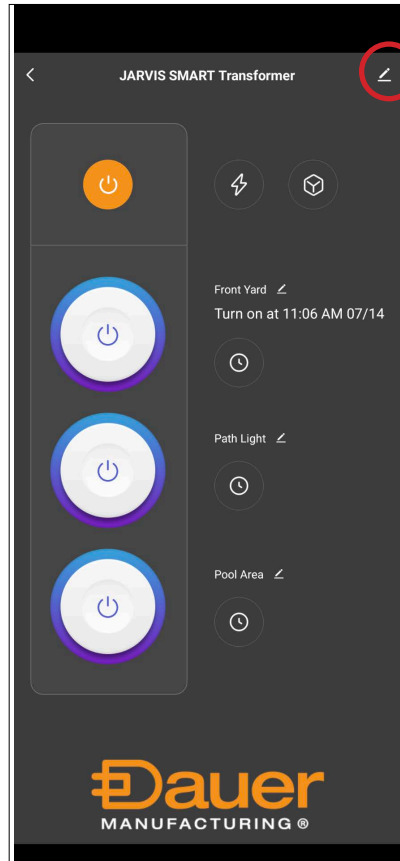 JARVIS SMART Transformer
Front Yard
Turn on at 11:06 AM 07/14
Path Light
Pool Area
Dauer
MANUFACTURING ®